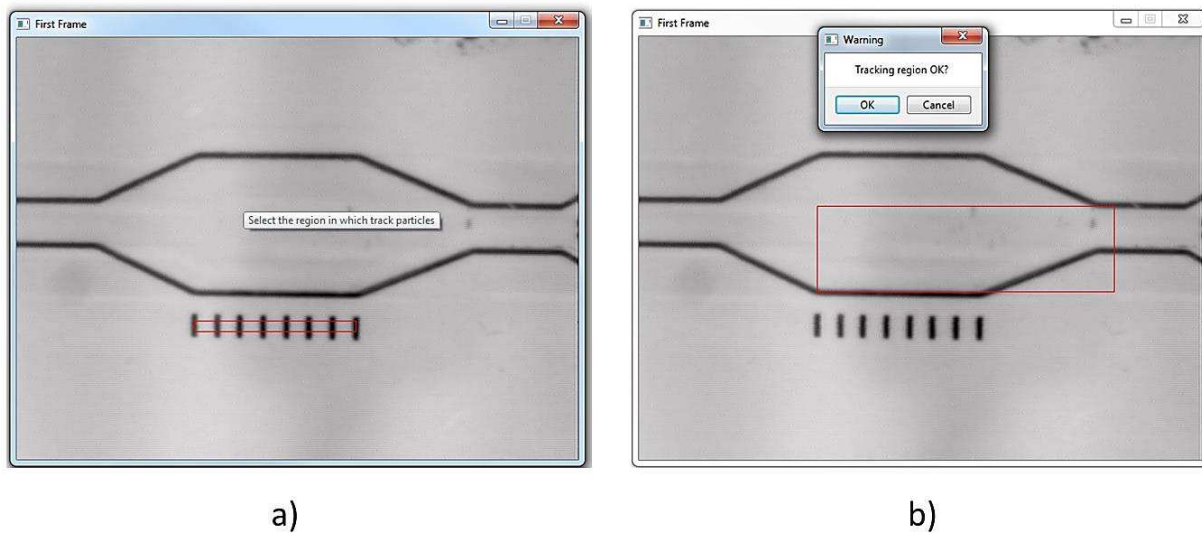 First Frame
Select the region in which track particles
First Frame
Warning
Tracking region OK?
OK
Cancel
a)
b)